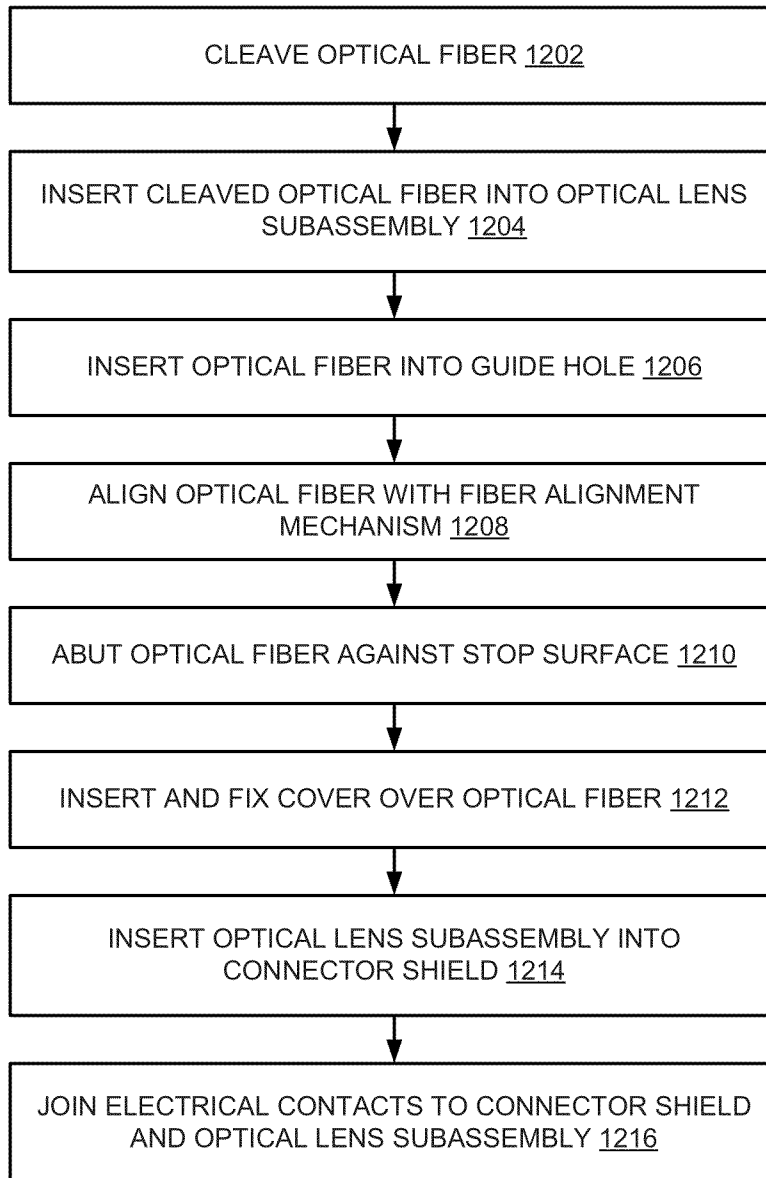 CLEAVE OPTICAL FIBER 1202
INSERT CLEAVED OPTICAL FIBER INTO OPTICAL LENS
SUBASSEMBLY 1204
INSERT OPTICAL FIBER INTO GUIDE HOLE 1206
ALIGN OPTICAL FIBER WITH FIBER ALIGNMENT
MECHANISM 1208
ABUT OPTICAL FIBER AGAINST STOP SURFACE 1210
INSERT AND FIX COVER OVER OPTICAL FIBER 1212
INSERT OPTICAL LENS SUBASSEMBLY INTO
CONNECTOR SHIELD 1214
JOIN ELECTRICAL CONTACTS TO CONNECTOR SHIELD
AND OPTICAL LENS SUBASSEMBLY 1216